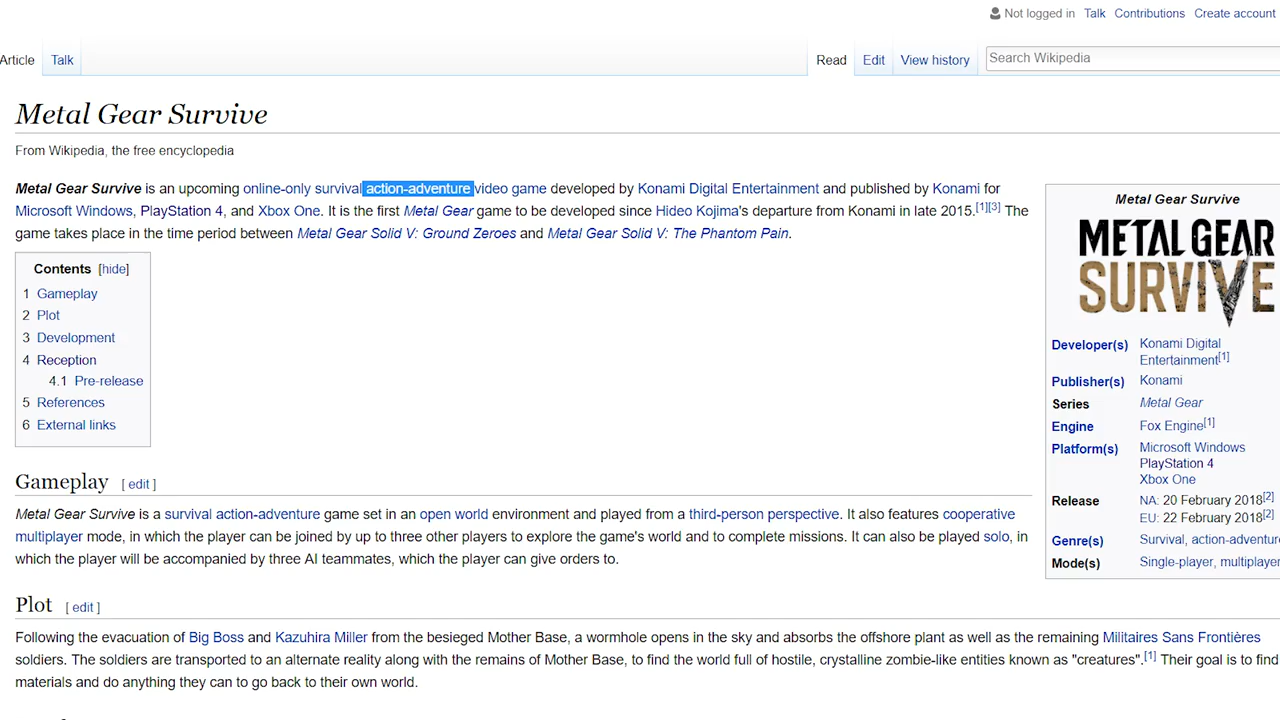 Not logged in Talk Contributions Create account
Article Talk Read Edit View history Search Wikipedia
Metal Gear Survive
From Wikipedia, the free encyclopedia
Metal Gear Survive is an upcoming online-only survival action-adventure video game developed by Konami Digital Entertainment and published by Konami for
Microsoft Windows, PlayStation 4, and Xbox One. It is the first Metal Gear game to be developed since Hideo Kojima's departure from Konami in late 2015.[1][3] The
game takes place in the time period between Metal Gear Solid V: Ground Zeroes and Metal Gear Solid V: The Phantom Pain.
Contents [hide]
1 Gameplay
2 Plot
3 Development
4 Reception
4.1 Pre-release
5 References
6 External links
Metal Gear Survive
METAL GEAR
SURVIVE
Developer(s) Konami Digital
Entertainment[1]
Publisher(s) Konami
Series Metal Gear
Engine Fox Engine[1]
Platform(s) Microsoft Windows
PlayStation 4
Xbox One
Release NA: 20 February 2018[2]
EU: 22 February 2018[2]
Genre(s) Survival, action-adventure
Mode(s) Single-player, multiplayer
Gameplay [ edit ]
Metal Gear Survive is a survival action-adventure game set in an open world environment and played from a third-person perspective. It also features cooperative
multiplayer mode, in which the player can be joined by up to three other players to explore the game's world and to complete missions. It can also be played solo, in
which the player will be accompanied by three AI teammates, which the player can give orders to.
Plot [ edit ]
Following the evacuation of Big Boss and Kazuhira Miller from the besieged Mother Base, a wormhole opens in the sky and absorbs the offshore plant as well as the remaining Militaires Sans Frontières
soldiers. The soldiers are transported to an alternate reality along with the remains of Mother Base, to find the world full of hostile, crystalline zombie-like entities known as "creatures".[1] Their goal is to find
materials and do anything they can to go back to their own world.